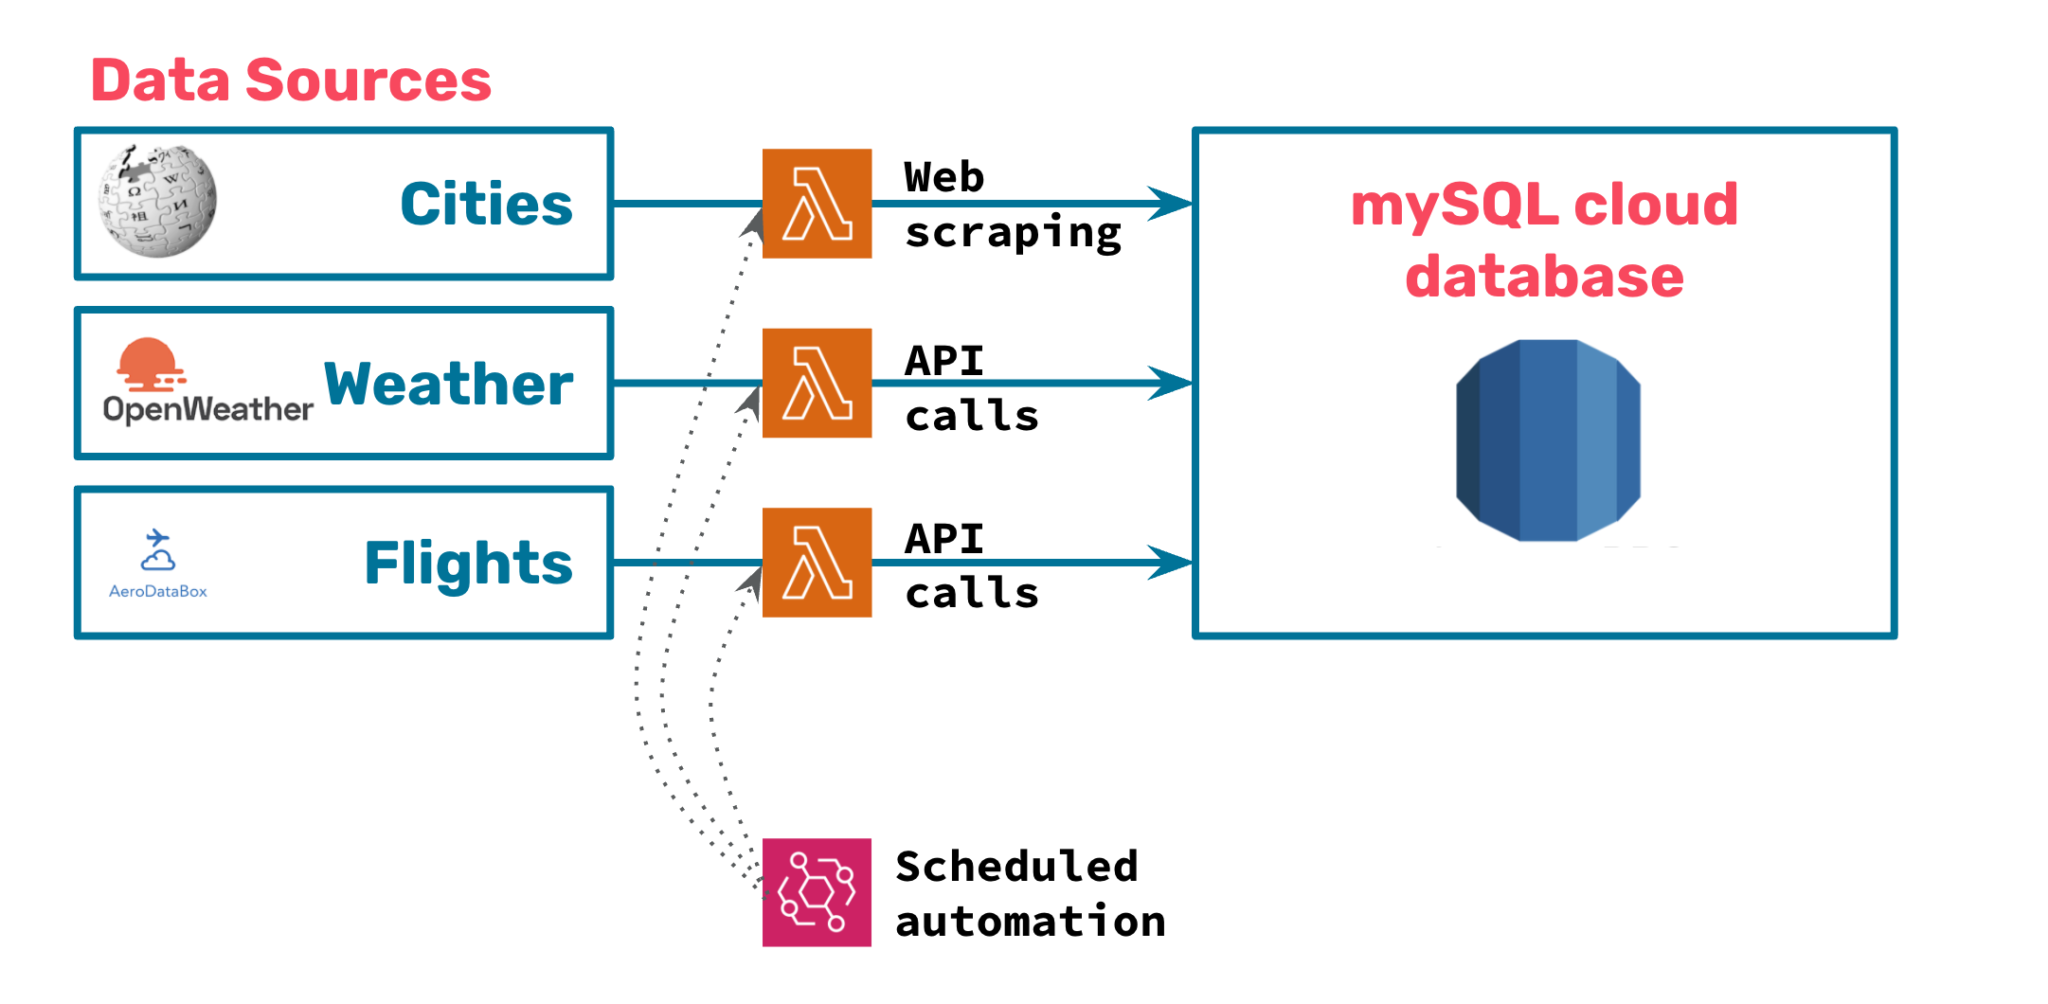 Data Sources
Cities
Web
scraping
mySQL cloud
database
OpenWeather
Weather
API
calls
AeroDataBox
Flights
API
calls
Scheduled
automation